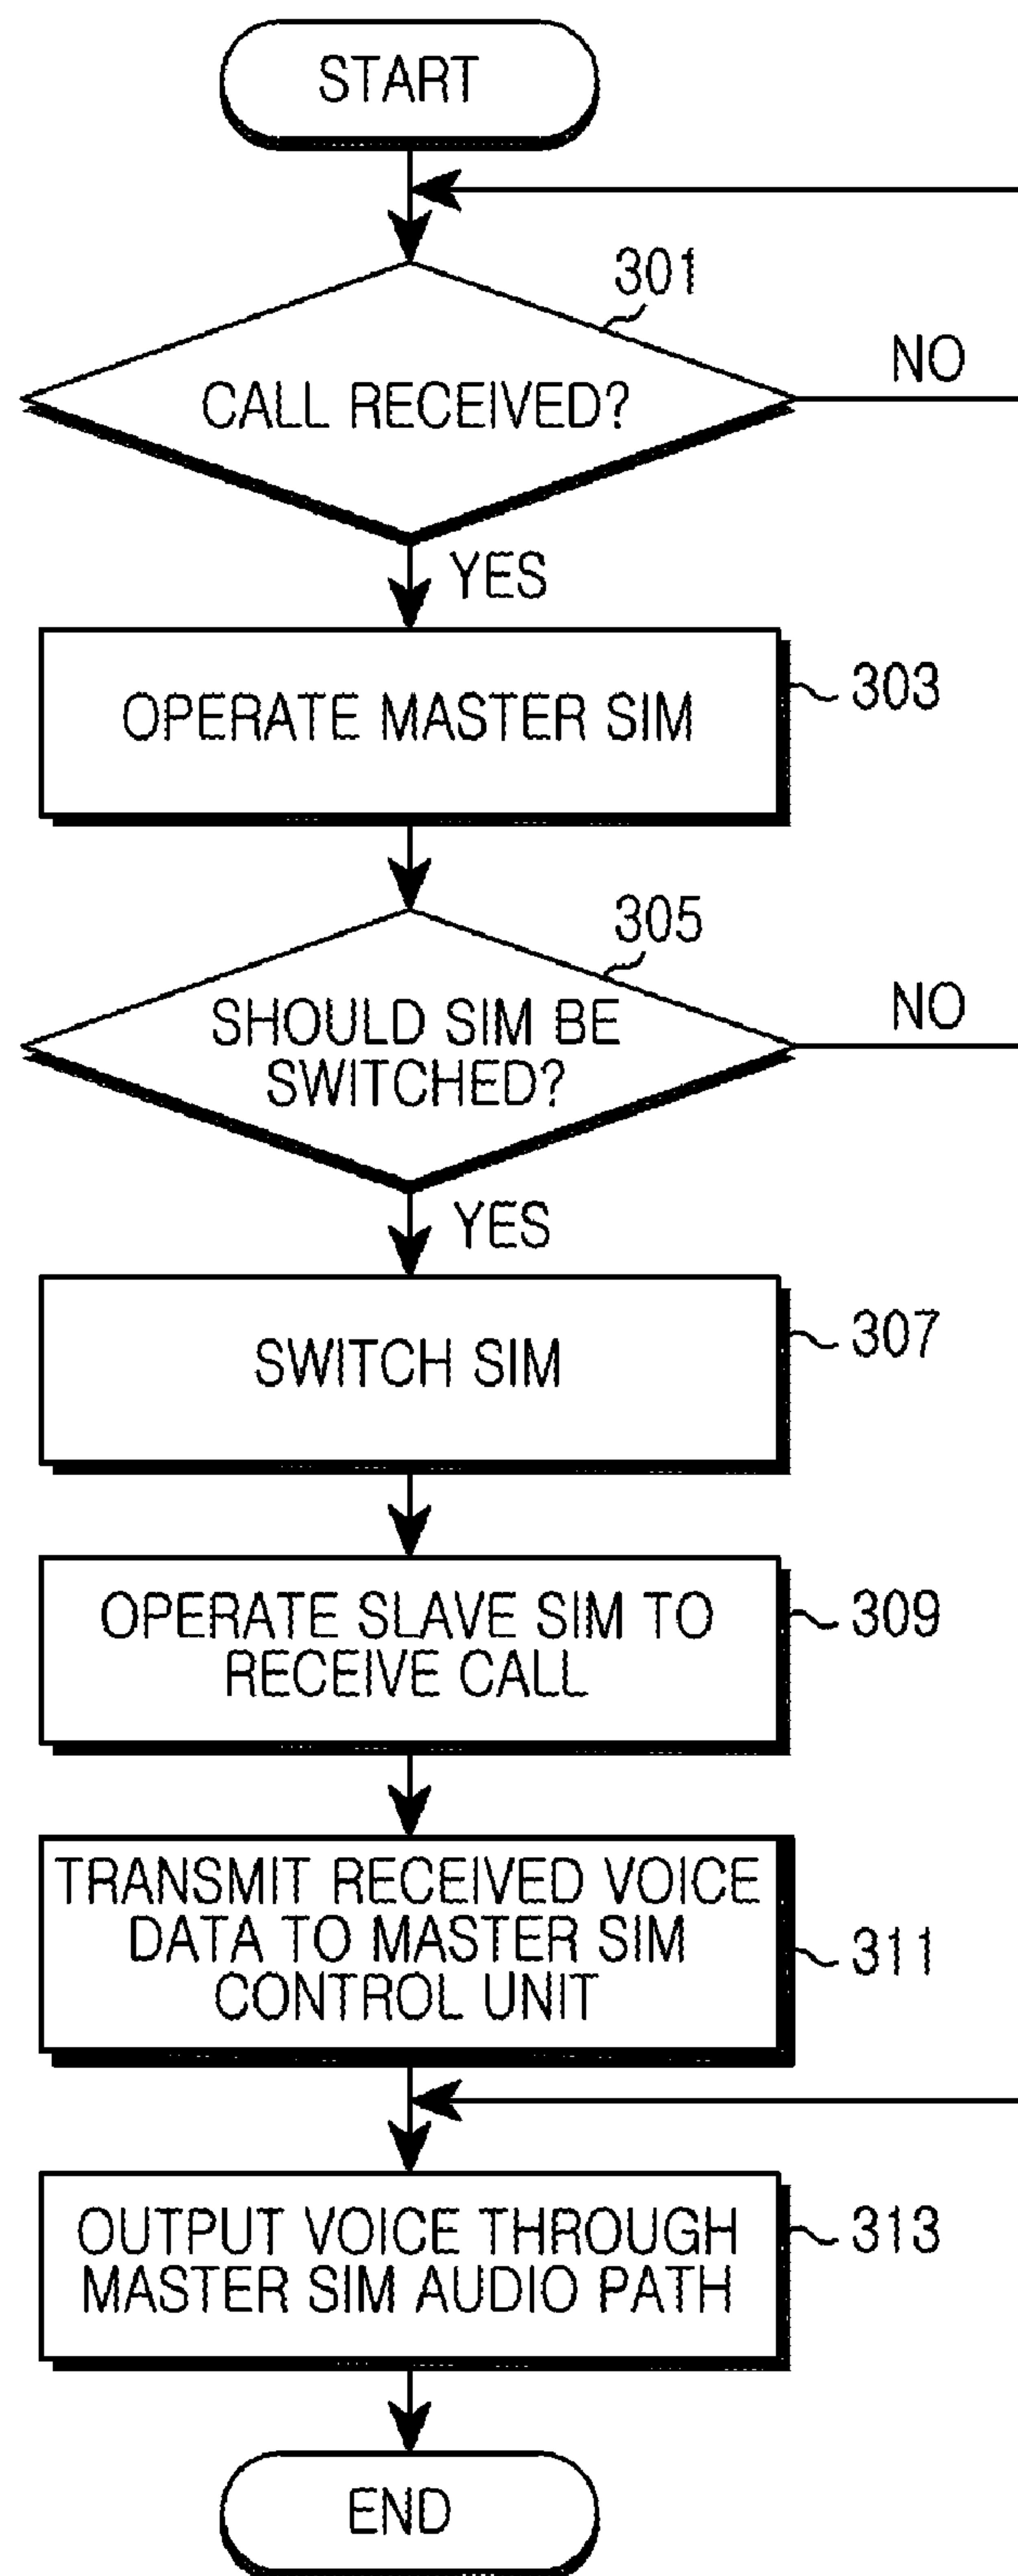 START
301
CALL RECEIVED?
NO
YES
OPERATE MASTER SIM
303
305
SHOULD SIM BE
SWITCHED?
NO
YES
SWITCH SIM
307
OPERATE SLAVE SIM TO
RECEIVE CALL
309
TRANSMIT RECEIVED VOICE
DATA TO MASTER SIM
CONTROL UNIT
311
OUTPUT VOICE THROUGH
MASTER SIM AUDIO PATH
313
END